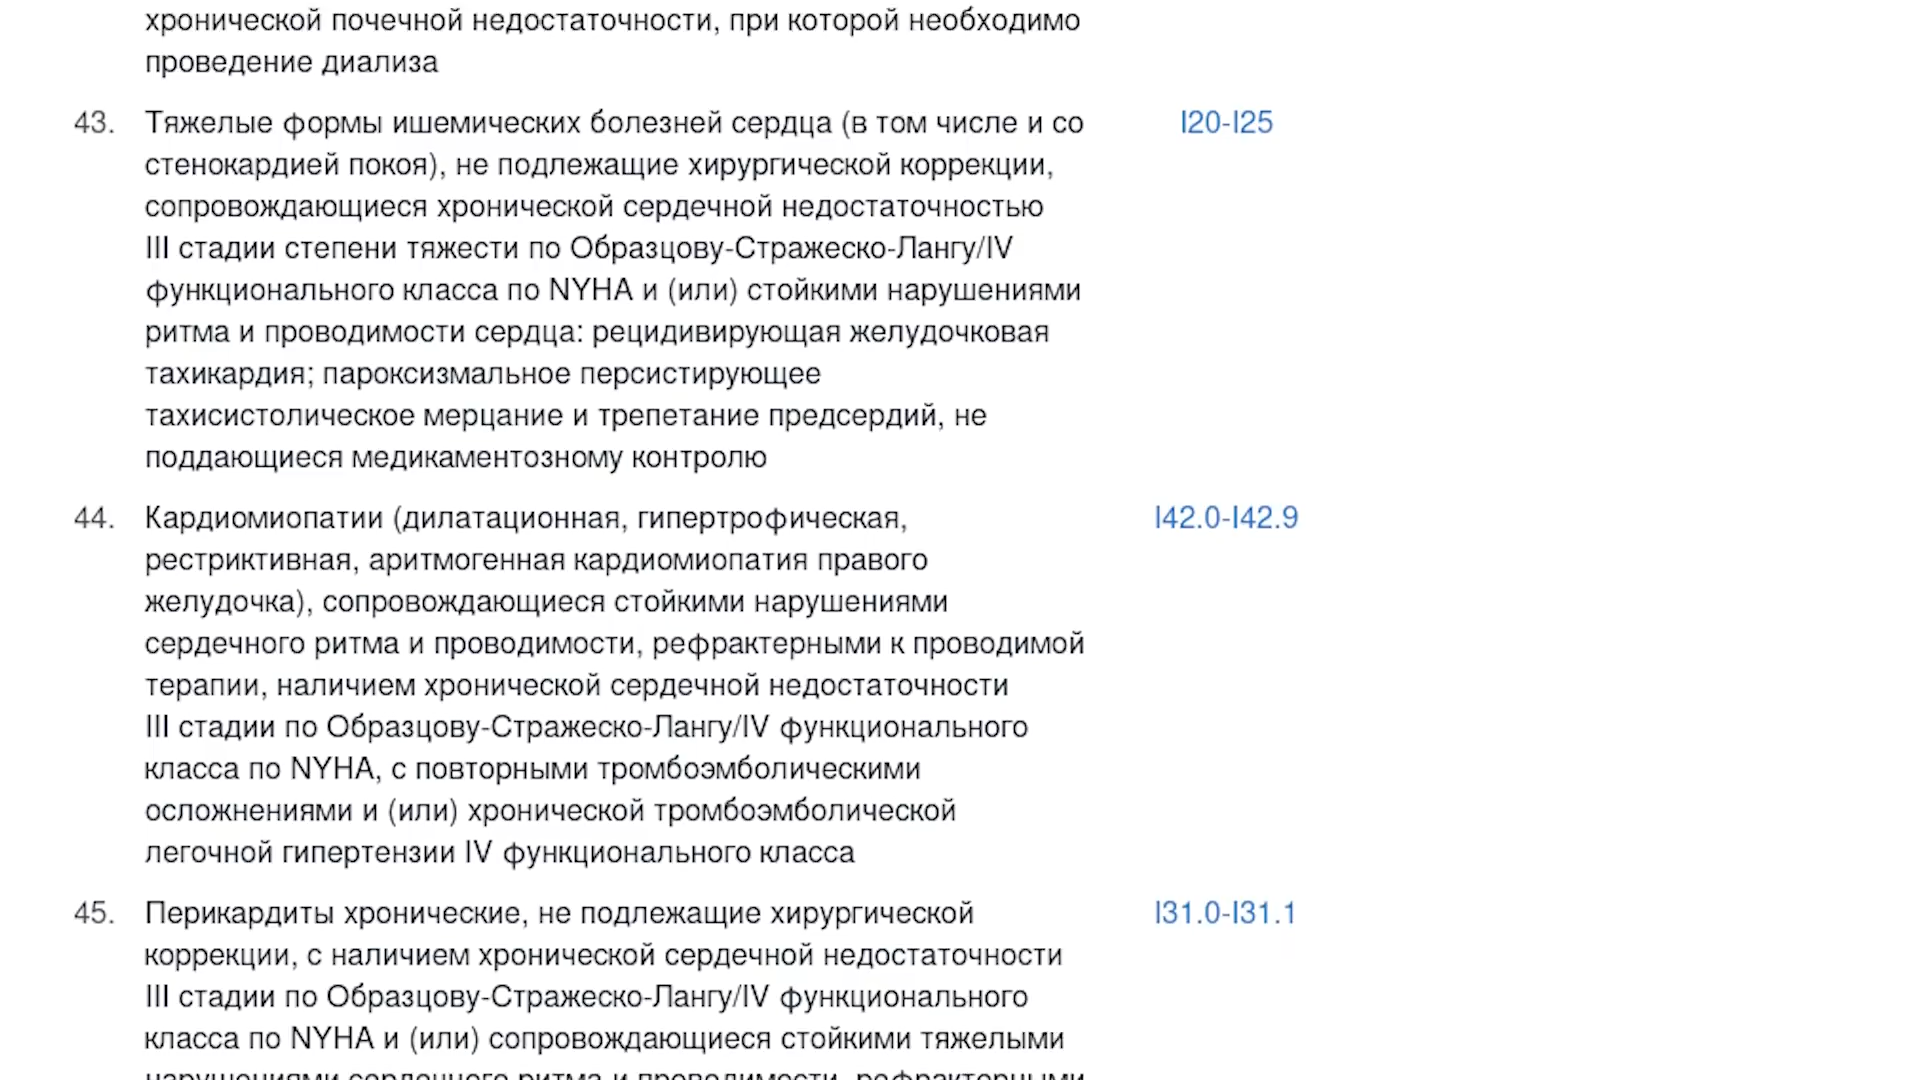 хронической почечной недостаточности, при которой необходимо
проведение диализа
43. Тяжелые формы ишемических болезней сердца (в том числе и со I20-I25
стенокардией покоя), не подлежащие хирургической коррекции,
сопровождающиеся хронической сердечной недостаточностью
III стадии степени тяжести по Образцову-Стражеско-Лангу/IV
функционального класса по NYHA и (или) стойкими нарушениями
ритма и проводимости сердца: рецидивирующая желудочковая
тахикардия; пароксизмальное персистирующее
тахисистолическое мерцание и трепетание предсердий, не
поддающиеся медикаментозному контролю
44. Кардиомиопатии (дилатационная, гипертрофическая, I42.0-I42.9
рестриктивная, аритмогенная кардиомиопатия правого
желудочка), сопровождающиеся стойкими нарушениями
сердечного ритма и проводимости, рефрактерными к проводимой
терапии, наличием хронической сердечной недостаточности
III стадии по Образцову-Стражеско-Лангу/IV функционального
класса по NYHA, с повторными тромбоэмболическими
осложнениями и (или) хронической тромбоэмболической
легочной гипертензии IV функционального класса
45. Перикардиты хронические, не подлежащие хирургической I31.0-I31.1
коррекции, с наличием хронической сердечной недостаточности
III стадии по Образцову-Стражеско-Лангу/IV функционального
класса по NYHA и (или) сопровождающиеся стойкими тяжелыми
нарушениями сердечного ритма и проводимости, рефрактерными